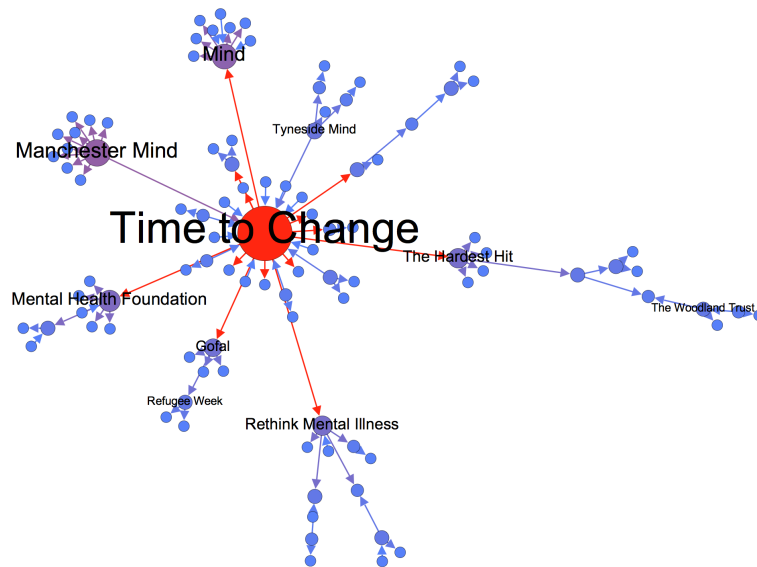 Mind
Tyneside Mind
Manchester Mind
Time to Change
The Hardest Hit
Mental Health Foundation
The Woodland Trust
Gofal
Refugee Week
Rethink Mental Illness